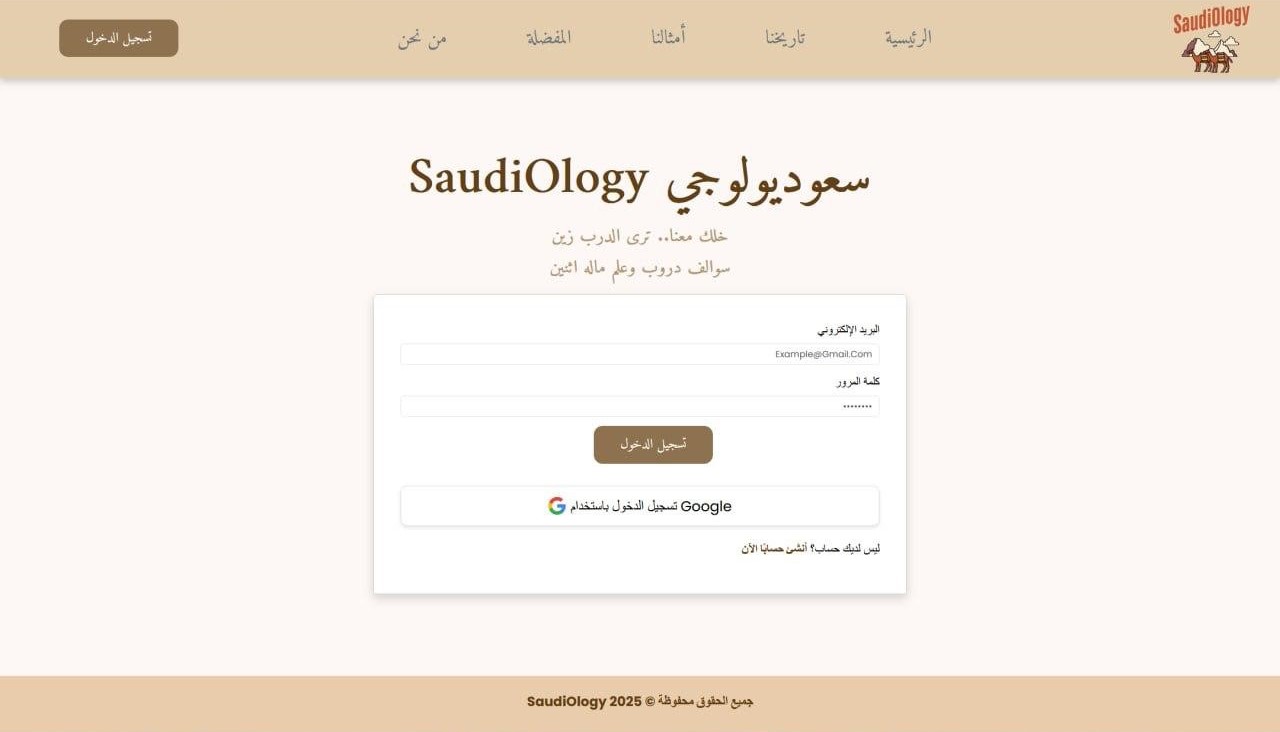 SaudiOlogy
الرئيسية
تاريخنا
أمثالنا
المفضلة
من نحن
تسجيل الدخول
سعوديولوجي SaudiOlogy
خلك معنا.. ترى الدرب زين
سوالف دروب وعلم ماله اثنين
البريد الإلكتروني
Example@Gmail.Com
كلمة المرور
••••••••
تسجيل الدخول
Google تسجيل الدخول باستخدام
ليس لديك حساب؟ أنشئ حسابًا الآن
جميع الحقوق محفوظة © 2025 SaudiOlogy